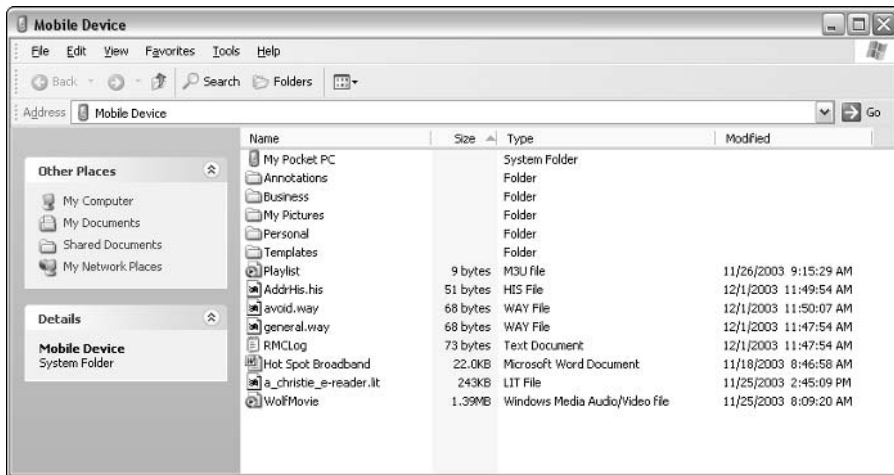 Mobile Device
File Edit View Favorites Tools Help
Back Search Folders
Address Mobile Device Go
Other Places
My Computer
My Documents
Shared Documents
My Network Places
Details
Mobile Device
System Folder
Name Size Type Modified
My Pocket PC System Folder
Annotations Folder
Business Folder
My Pictures Folder
Personal Folder
Templates Folder
Playlist 9 bytes M3U file 11/26/2003 9:15:29 AM
AddrHis.his 51 bytes HIS File 12/1/2003 11:49:54 AM
avoid.way 68 bytes WAY File 12/1/2003 11:50:07 AM
general.way 68 bytes WAY File 12/1/2003 11:47:54 AM
RMCLog 73 bytes Text Document 12/1/2003 11:47:54 AM
Hot Spot Broadband 22.0KB Microsoft Word Document 11/18/2003 8:46:58 AM
a_christie_e-reader.lit 243KB LIT File 11/25/2003 2:45:09 PM
WolfMovie 1.39MB Windows Media Audio/Video file 11/25/2003 8:09:20 AM